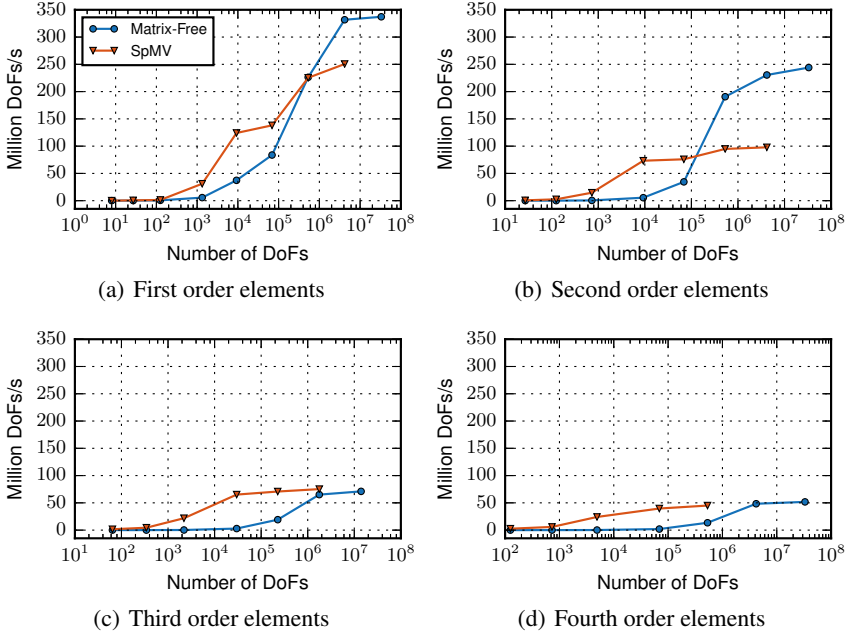 350
300
250
200
150
100
50
0
Million DoFs/s
Matrix-Free
SpMV
10^0 10^1 10^2 10^3 10^4 10^5 10^6 10^7 10^8
Number of DoFs
(a) First order elements
350
300
250
200
150
100
50
0
Million DoFs/s
10^1 10^2 10^3 10^4 10^5 10^6 10^7 10^8
Number of DoFs
(b) Second order elements
350
300
250
200
150
100
50
0
Million DoFs/s
10^1 10^2 10^3 10^4 10^5 10^6 10^7 10^8
Number of DoFs
(c) Third order elements
350
300
250
200
150
100
50
0
Million DoFs/s
10^2 10^3 10^4 10^5 10^6 10^7 10^8
Number of DoFs
(d) Fourth order elements